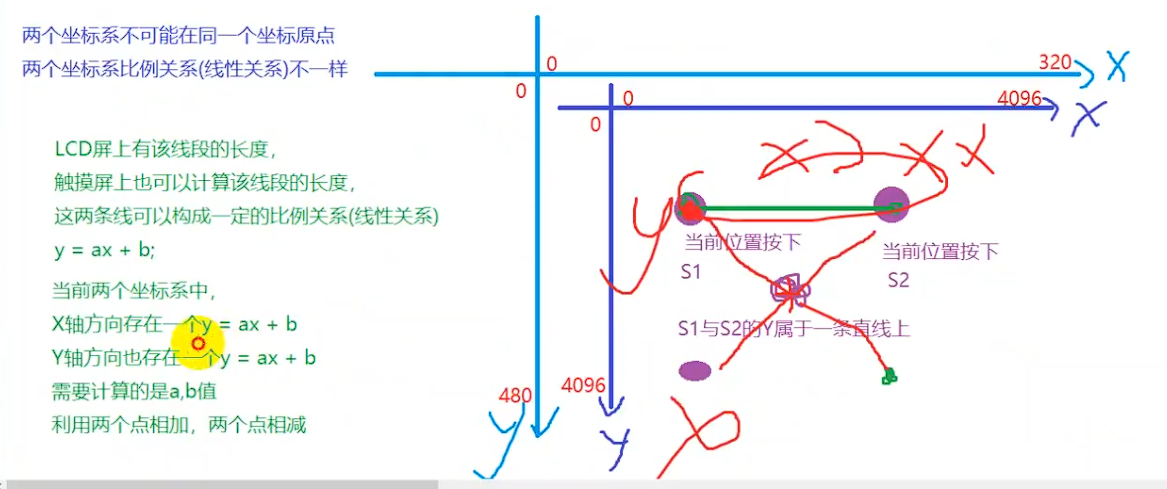 两个坐标系不可能在同一个坐标原点
两个坐标系比例关系(线性关系)不一样
0
320
X
0
0
4096
X
0
LCD屏上有该线段的长度，
触摸屏上也可以计算该线段的长度，
这两条线可以构成一定的比例关系(线性关系)
y = ax + b;
当前两个坐标系中，
X轴方向存在一个y = ax + b
Y轴方向也存在一个y = ax + b
需要计算的是a,b值
利用两个点相加，两个点相减
X
X
X
y
当前位置按下
S1
当前位置按下
S2
S1与S2的Y属于一条直线上
480
4096
y
Y